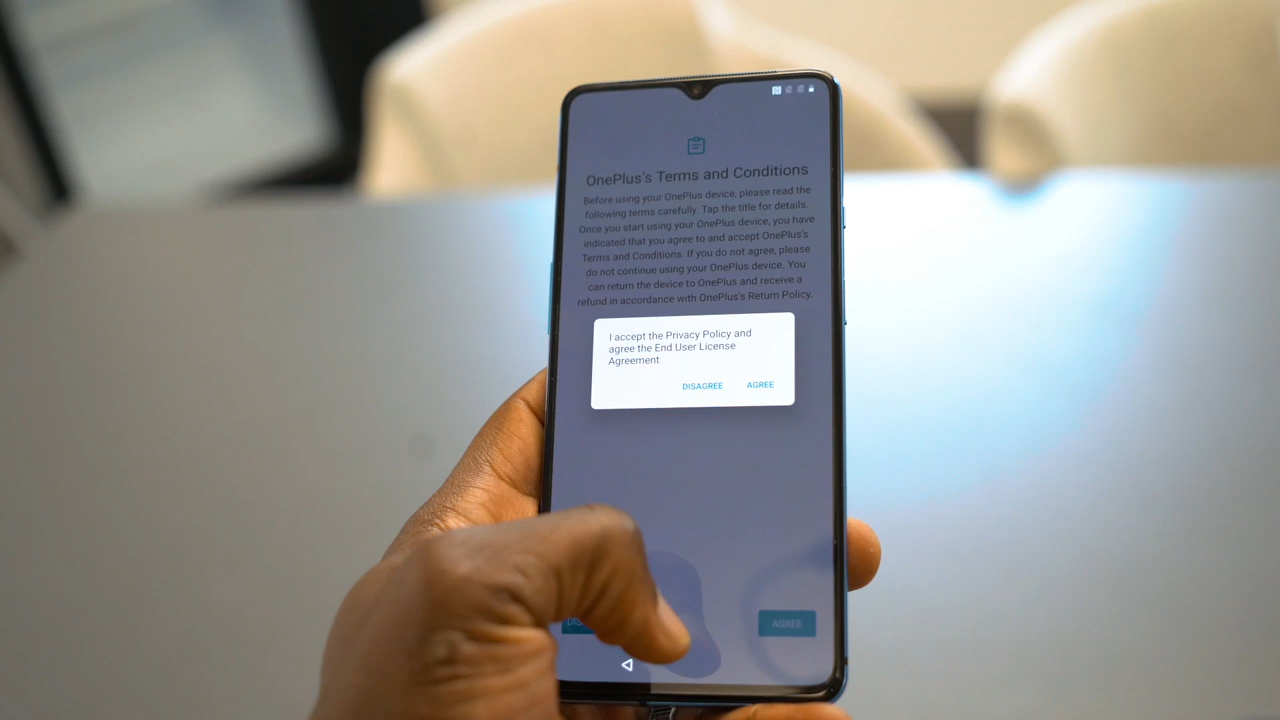 OnePlus's Terms and Conditions
Before using your OnePlus device, please read the
following terms carefully. Tap the title for details.
Once you start using your OnePlus device, you have
indicated that you agree to and accept OnePlus's
Terms and Conditions. If you do not agree, please
do not continue using your OnePlus device. You
can return the device to OnePlus and receive a
refund in accordance with OnePlus's Return Policy.
I accept the Privacy Policy and
agree the End User License
Agreement
DISAGREE AGREE
AGREE